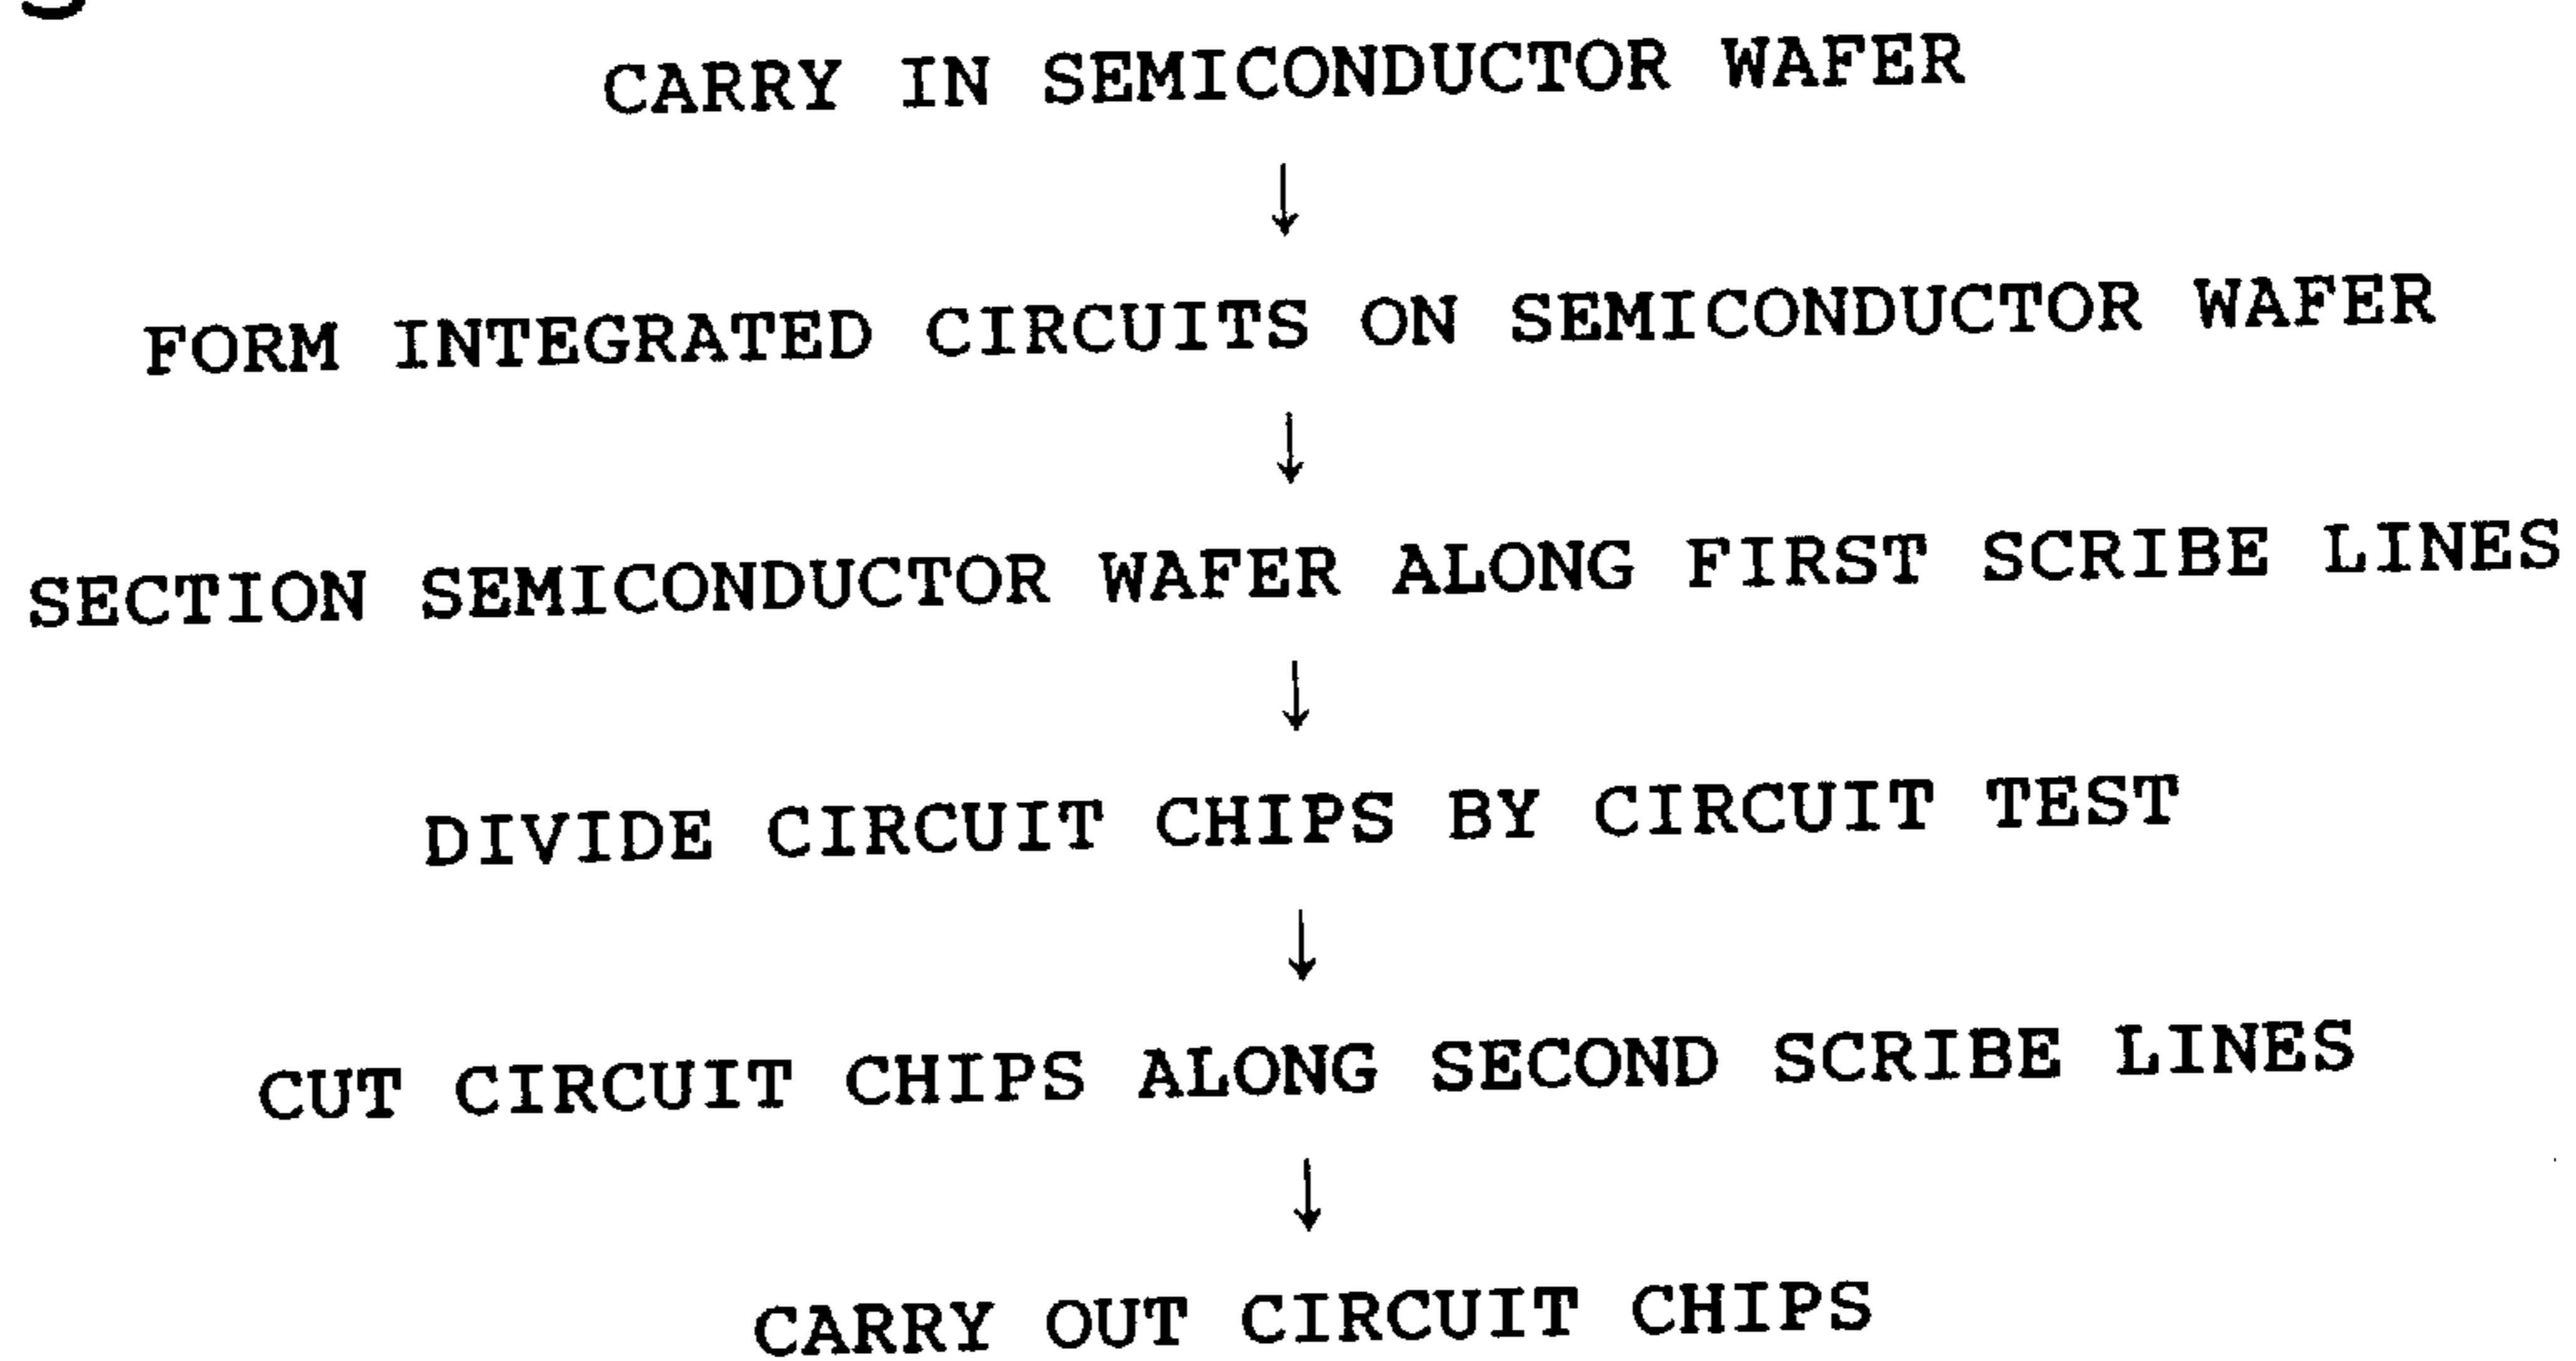 CARRY IN SEMICONDUCTOR WAFER
↓
FORM INTEGRATED CIRCUITS ON SEMICONDUCTOR WAFER
↓
SECTION SEMICONDUCTOR WAFER ALONG FIRST SCRIBE LINES
↓
DIVIDE CIRCUIT CHIPS BY CIRCUIT TEST
↓
CUT CIRCUIT CHIPS ALONG SECOND SCRIBE LINES
↓
CARRY OUT CIRCUIT CHIPS